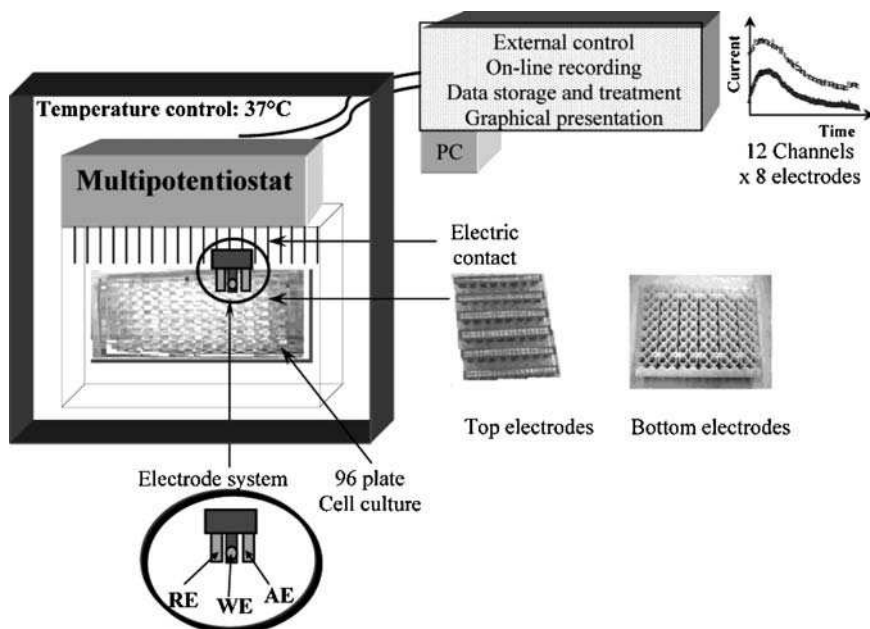 External control
On-line recording
Data storage and treatment
Graphical presentation
PC
Current
Time
12 Channels
x 8 electrodes
Temperature control: 37°C
Multipotentiostat
Electric
contact
Top electrodes
Bottom electrodes
Electrode system
96 plate
Cell culture
RE
WE
AE